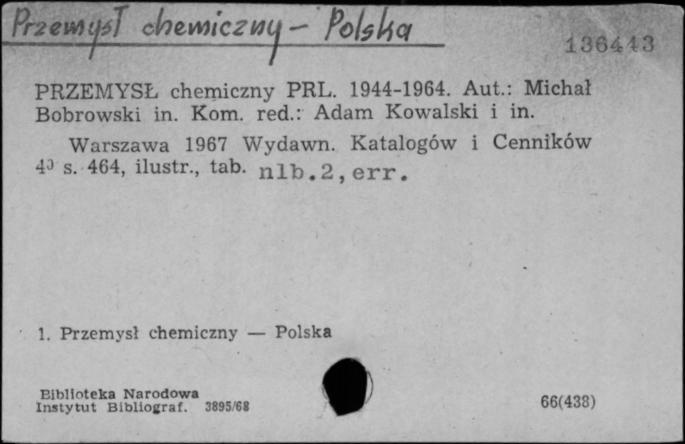 Przemysł chemiczny - Polska
136443
PRZEMYSŁ chemiczny PRL. 1944-1964. Aut.: Michał
Bobrowski in. Kom. red.: Adam Kowalski i in.
Warszawa 1967 Wydawn. Katalogów i Cenników
4⁰ s. 464, ilustr., tab. nlb.2, err.
1. Przemysł chemiczny — Polska
Biblioteka Narodowa
Instytut Bibliograf. 3895/68
66(438)